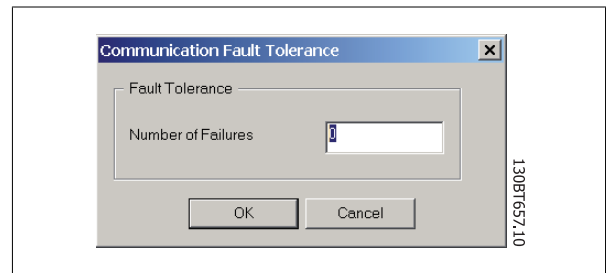 Communication Fault Tolerance
Fault Tolerance
Number of Failures
0
OK
Cancel
130BT657.10